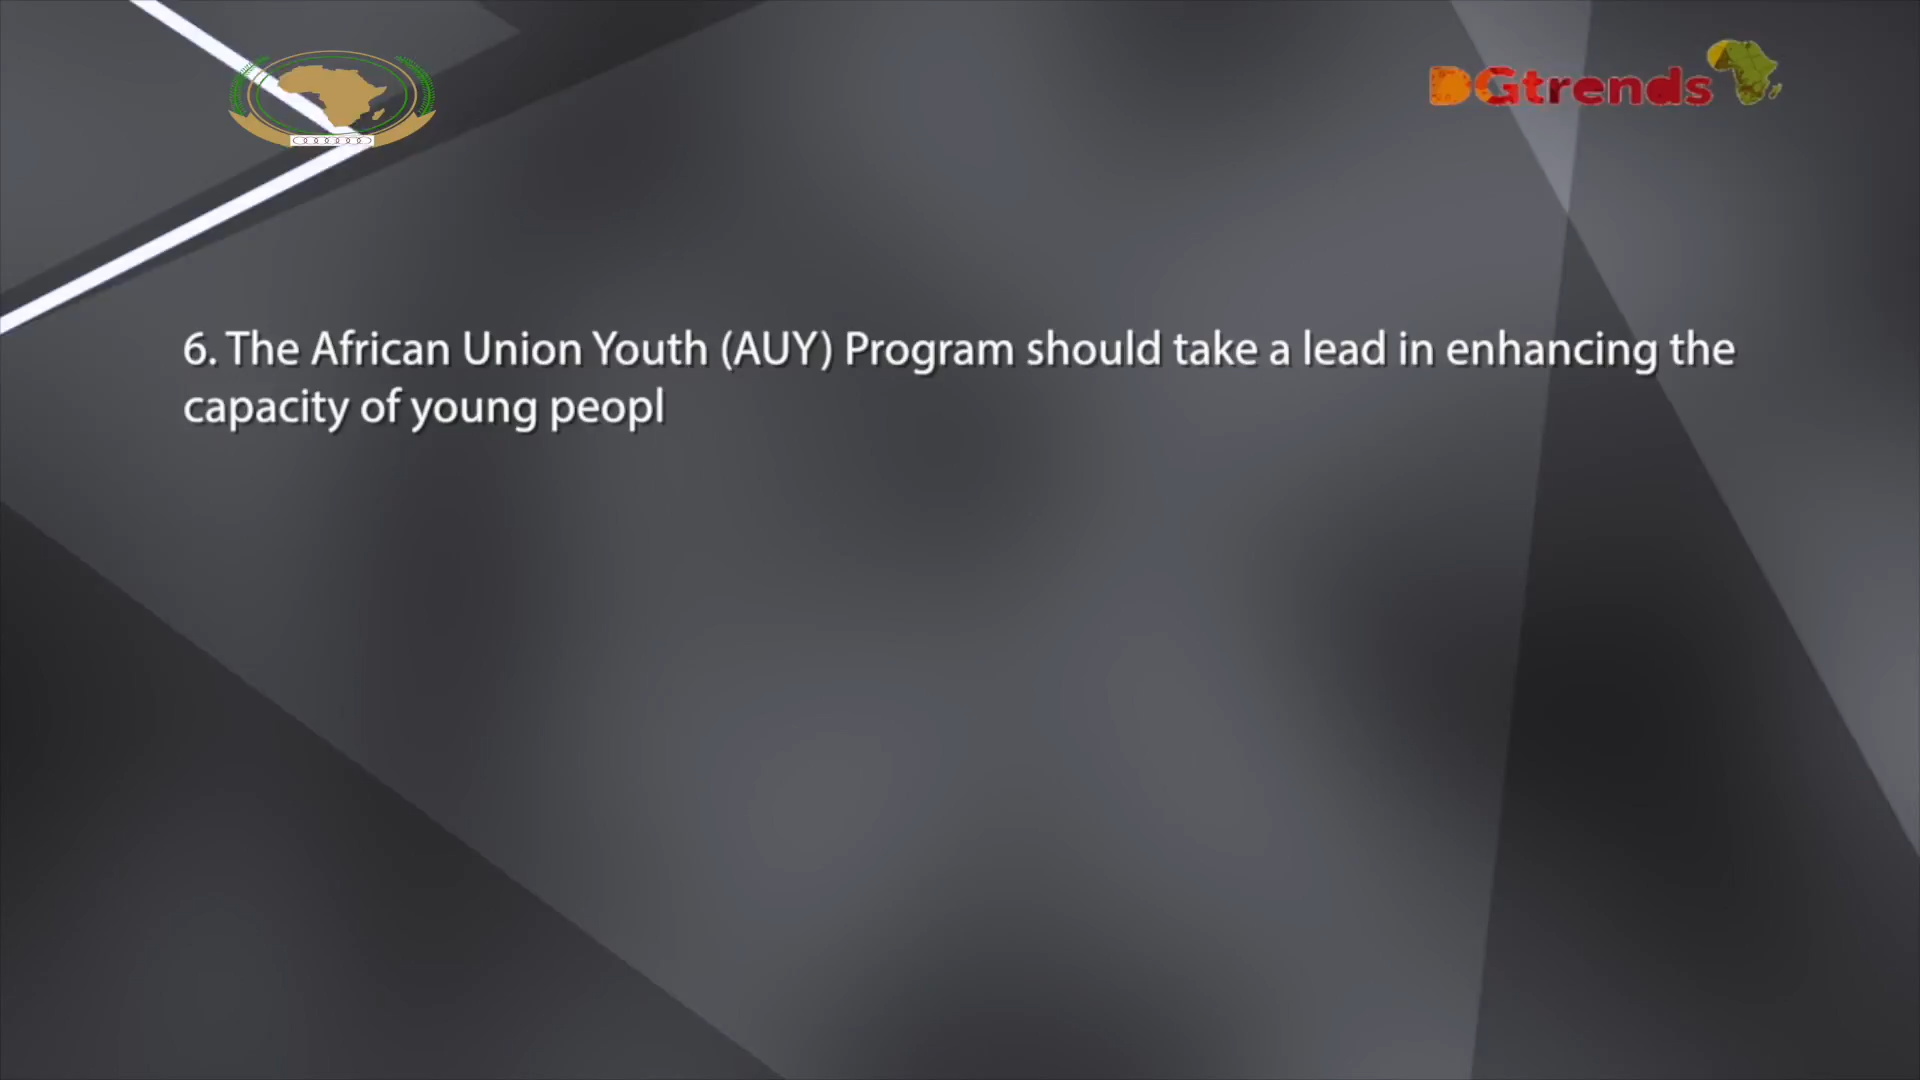 DGtrends
6. The African Union Youth (AUY) Program should take a lead in enhancing the
capacity of young peopl